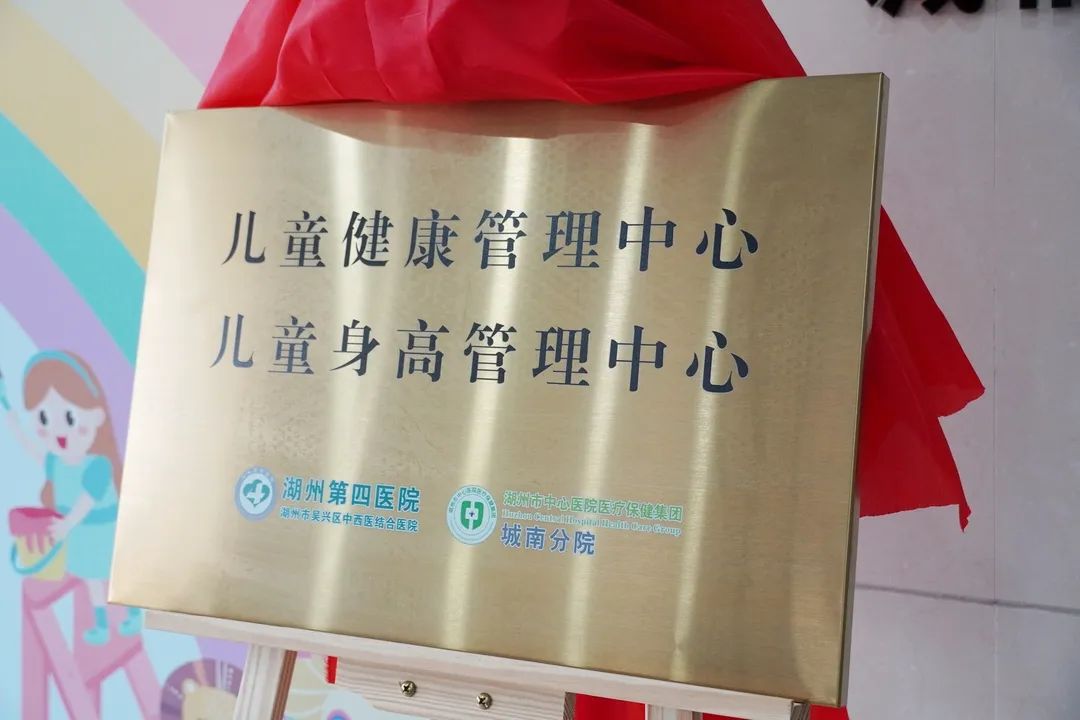 儿童健康管理中心
儿童身高管理中心
湖州第四医院
湖州市吴兴区中西医结合医院
湖州市中心医院医疗保健集团
Huzhou Central Hospital Health Care Group
城南分院